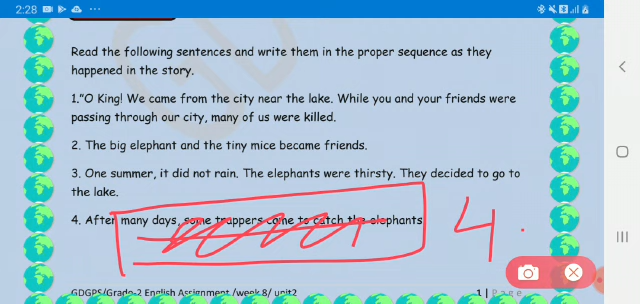 2:28
Read the following sentences and write them in the proper sequence as they
happened in the story.
1."O King! We came from the city near the lake. While you and your friends were
passing through our city, many of us were killed.
2. The big elephant and the tiny mice became friends.
3. One summer, it did not rain. The elephants were thirsty. They decided to go to
the lake.
4. After many days, some trappers come to catch the elephants
4.
GDGPS/Grade-2 English Assignment /week 8/ unit2 1 | Page